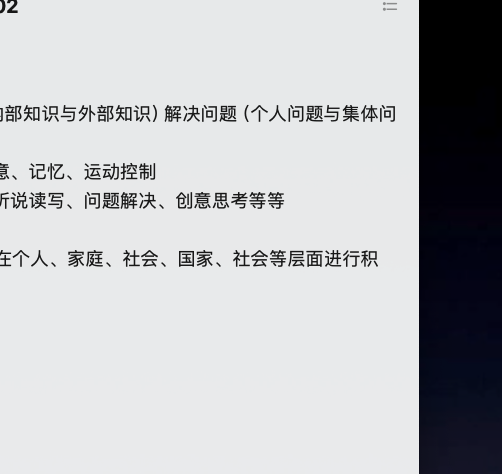 02
部知识与外部知识）解决问题（个人问题与集体问
意、记忆、运动控制
听说读写、问题解决、创意思考等等
在个人、家庭、社会、国家、社会等层面进行积